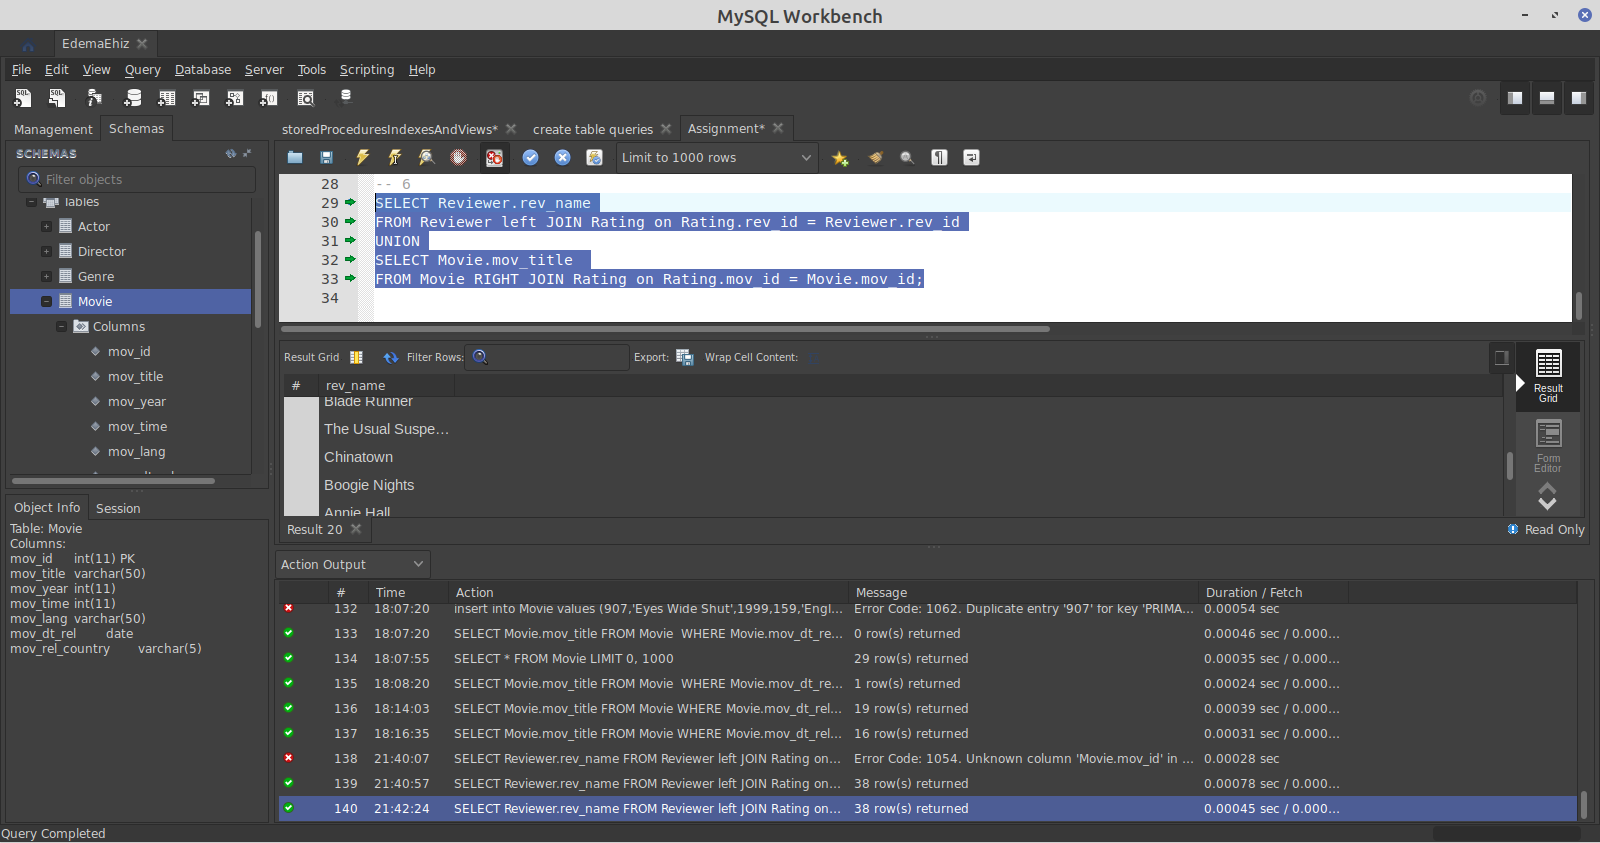 MySQL Workbench
EdemaEhiz
File Edit View Query Database Server Tools Scripting Help
Management Schemas
storedProceduresIndexesAndViews* create table queries Assignment*
SCHEMAS
Filter objects
Tables
Actor
Director
Genre
Movie
Columns
mov_id
mov_title
mov_year
mov_time
mov_lang
Limit to 1000 rows
28 -- 6
29 SELECT Reviewer.rev_name
30 FROM Reviewer left JOIN Rating on Rating.rev_id = Reviewer.rev_id
31 UNION
32 SELECT Movie.mov_title
33 FROM Movie RIGHT JOIN Rating on Rating.mov_id = Movie.mov_id;
34
Result Grid Filter Rows: Export: Wrap Cell Content:
# rev_name
Blade Runner
The Usual Suspe...
Chinatown
Boogie Nights
Annie Hall
Result Grid
Form Editor
Result 20
Read Only
Object Info Session
Table: Movie
Columns:
mov_id int(11) PK
mov_title varchar(50)
mov_year int(11)
mov_time int(11)
mov_lang varchar(50)
mov_dt_rel date
mov_rel_country varchar(5)
Action Output
# Time Action Message Duration / Fetch
132 18:07:20 insert into Movie values (907,'Eyes Wide Shut',1999,159,'Engl... Error Code: 1062. Duplicate entry '907' for key 'PRIMA... 0.00054 sec
133 18:07:20 SELECT Movie.mov_title FROM Movie  WHERE Movie.mov_dt_re... 0 row(s) returned 0.00046 sec / 0.000...
134 18:07:55 SELECT * FROM Movie LIMIT 0, 1000 29 row(s) returned 0.00035 sec / 0.000...
135 18:08:20 SELECT Movie.mov_title FROM Movie  WHERE Movie.mov_dt_re... 1 row(s) returned 0.00024 sec / 0.000...
136 18:14:03 SELECT Movie.mov_title FROM Movie WHERE Movie.mov_dt_rel... 19 row(s) returned 0.00039 sec / 0.000...
137 18:16:35 SELECT Movie.mov_title FROM Movie WHERE Movie.mov_dt_rel... 16 row(s) returned 0.00031 sec / 0.000...
138 21:40:07 SELECT Reviewer.rev_name FROM Reviewer left JOIN Rating on... Error Code: 1054. Unknown column 'Movie.mov_id' in ... 0.00028 sec
139 21:40:57 SELECT Reviewer.rev_name FROM Reviewer left JOIN Rating on... 38 row(s) returned 0.00078 sec / 0.000...
140 21:42:24 SELECT Reviewer.rev_name FROM Reviewer left JOIN Rating on... 38 row(s) returned 0.00045 sec / 0.000...
Query Completed